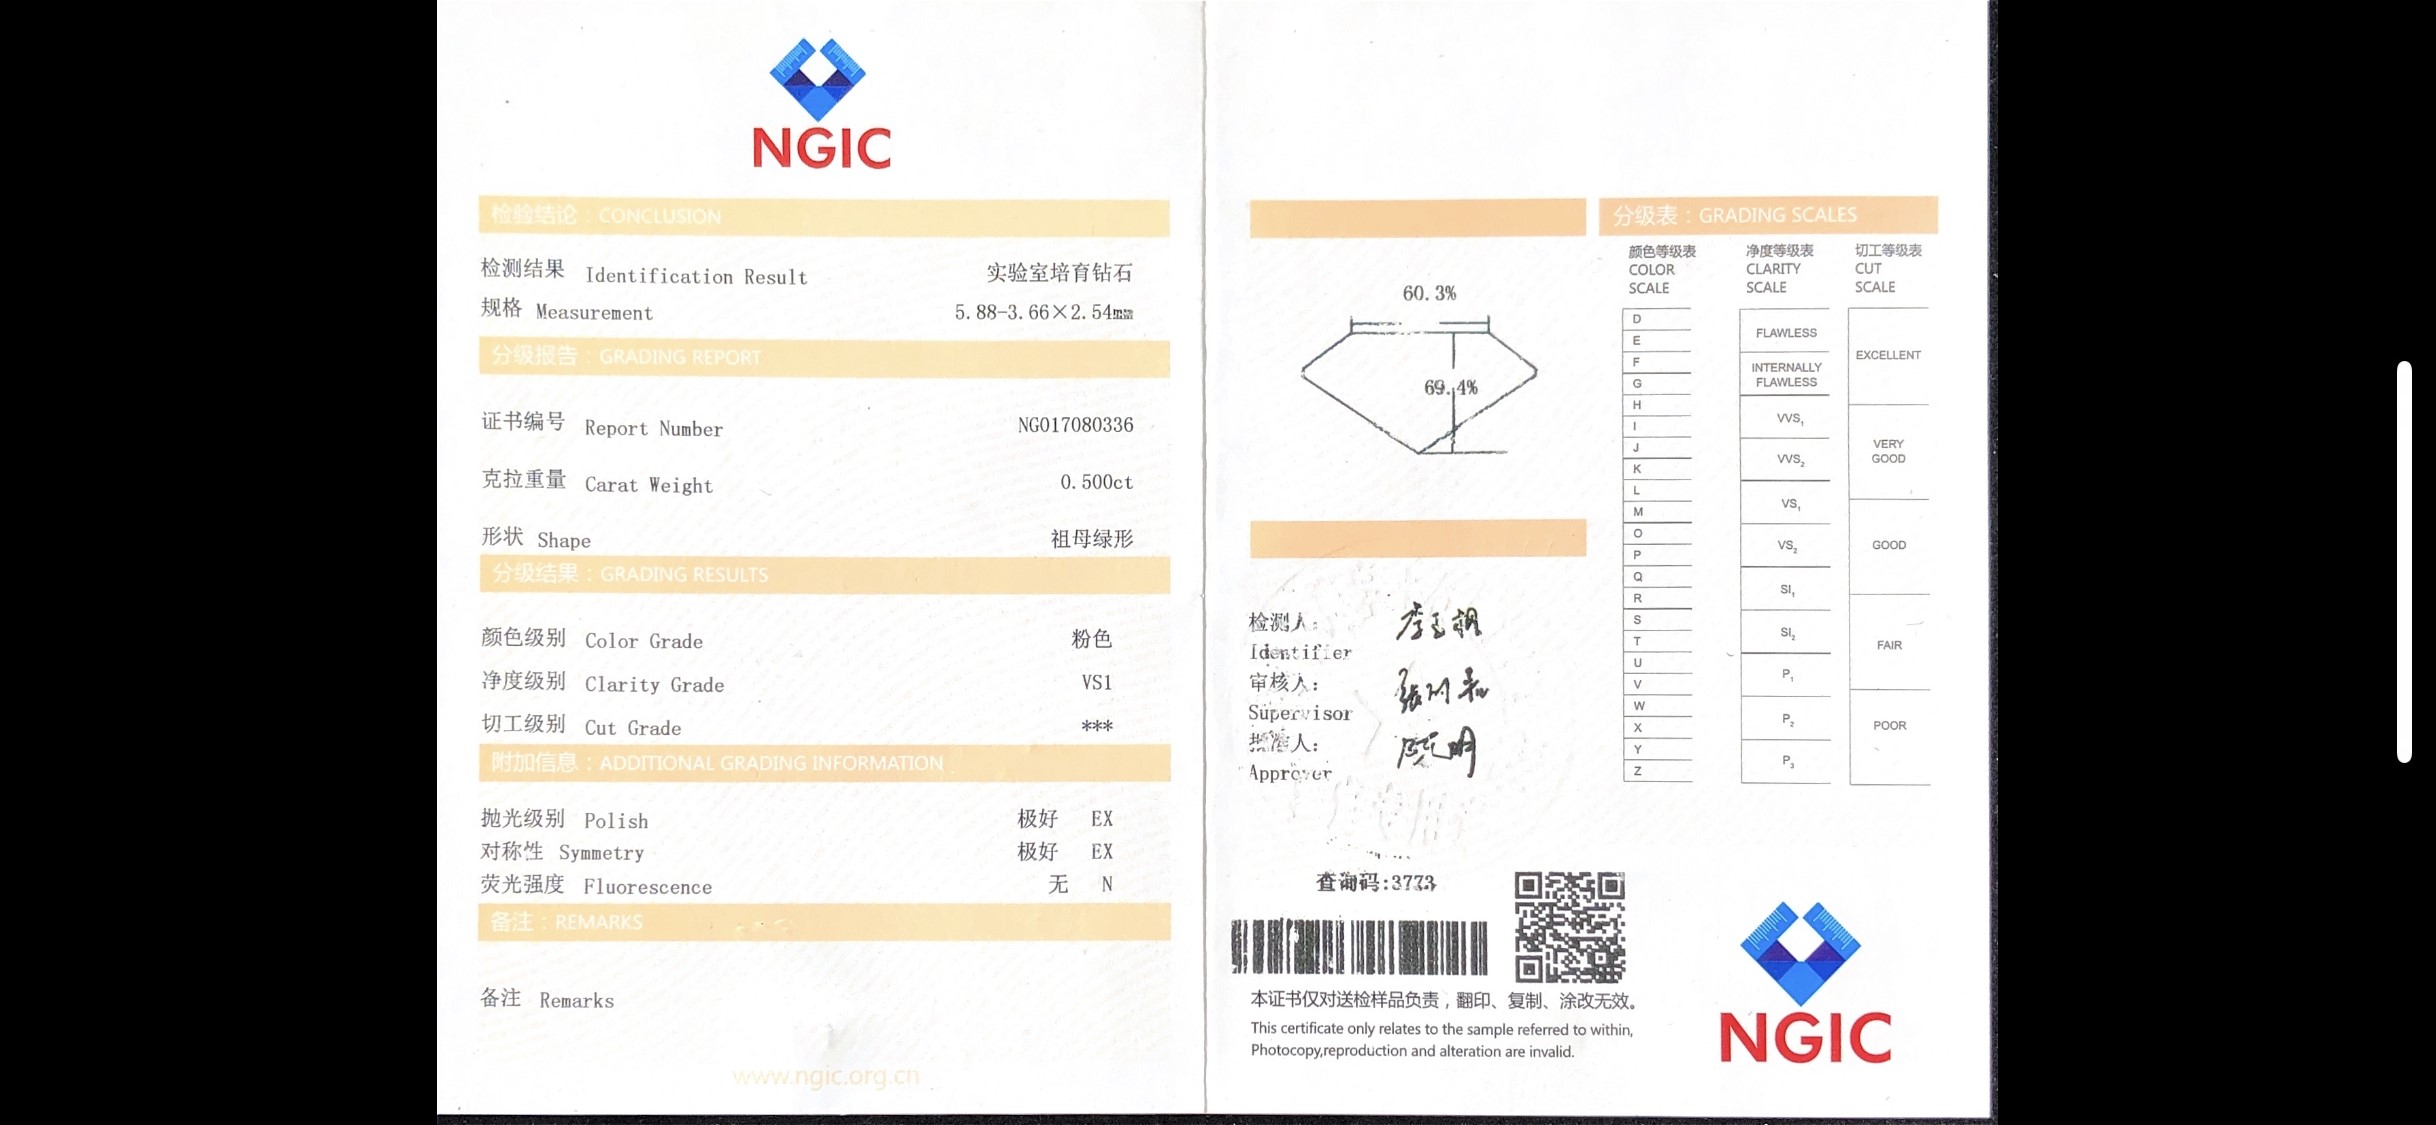 NGIC
检验结论：CONCLUSION
检测结果 Identification Result 实验室培育钻石
规格 Measurement 5.88-3.66×2.54mm
分级报告：GRADING REPORT
证书编号 Report Number NG017080336
克拉重量 Carat Weight 0.500ct
形状 Shape 祖母绿形
分级结果：GRADING RESULTS
颜色级别 Color Grade 粉色
净度级别 Clarity Grade VS1
切工级别 Cut Grade ***
附加信息：ADDITIONAL GRADING INFORMATION
抛光级别 Polish 极好 EX
对称性 Symmetry 极好 EX
荧光强度 Fluorescence 无 N
备注：REMARKS
备注 Remarks
www.ngic.org.cn
60.3%
69.4%
检测人：
Identifier
审核人：
Supervisor
批准人：
Approver
查询码:3773
本证书仅对送检样品负责，翻印、复制、涂改无效。
This certificate only relates to the sample referred to within,
Photocopy,reproduction and alteration are invalid.
分级表：GRADING SCALES
颜色等级表
COLOR
SCALE
D
E
F
G
H
I
J
K
L
M
O
P
Q
R
S
T
U
V
W
X
Y
Z
净度等级表
CLARITY
SCALE
FLAWLESS
INTERNALLY
FLAWLESS
VVS1
VVS2
VS1
VS2
SI1
SI2
P1
P2
P3
切工等级表
CUT
SCALE
EXCELLENT
VERY
GOOD
GOOD
FAIR
POOR
NGIC